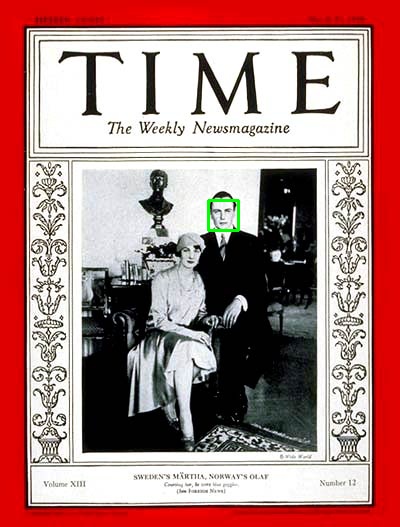 TIME
The Weekly Newsmagazine
© Wide World
SWEDEN'S MÄRTHA, NORWAY'S OLAF
Courting her, he wore blue goggles.
(See FOREIGN NEWS)
Volume XIII
Number 12